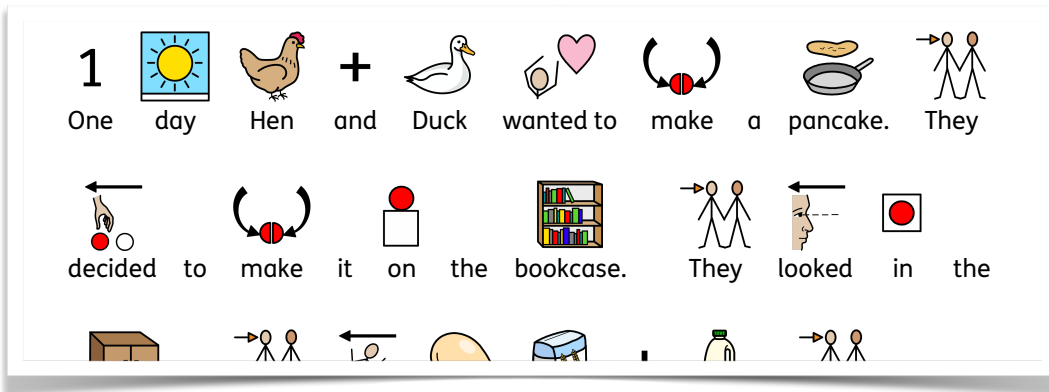 One day Hen and Duck wanted to make a pancake. They
decided to make it on the bookcase. They looked in the